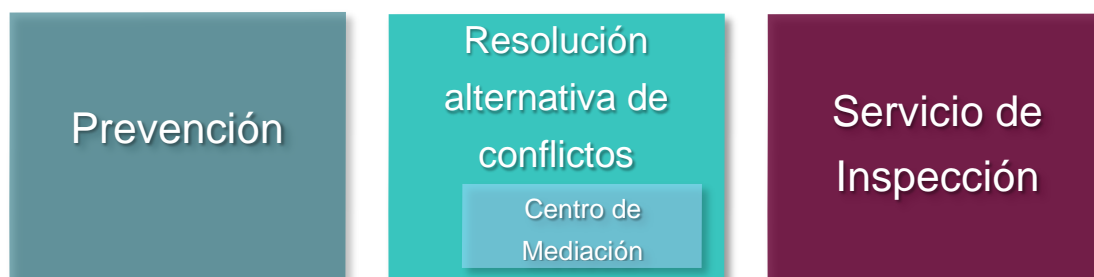 Prevención
Resolución
alternativa de
conflictos
Centro de
Mediación
Servicio de
Inspección